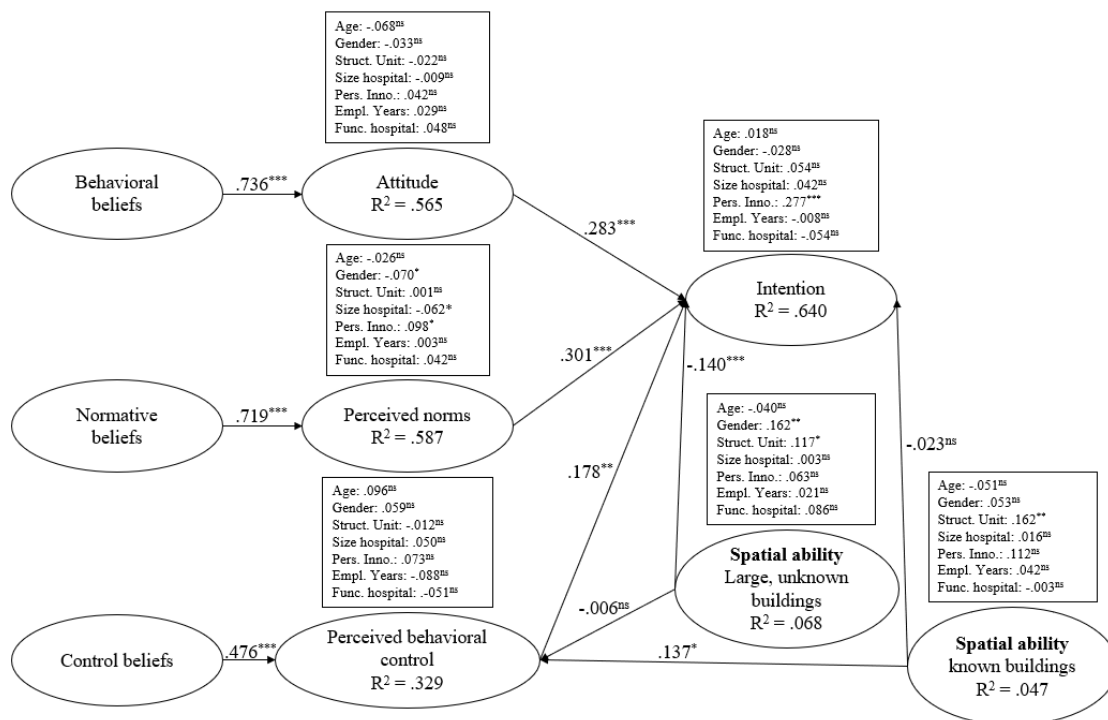 Age: -.068ns
Gender: -.033ns
Struct. Unit: -.022ns
Size hospital: -.009ns
Pers. Inno.: .042ns
Empl. Years: .029ns
Func. hospital: .048ns
Behavioral
beliefs
.736***
Attitude
R² = .565
.283***
Age: .018ns
Gender: -.028ns
Struct. Unit: .054ns
Size hospital: .042ns
Pers. Inno.: .277***
Empl. Years: -.008ns
Func. hospital: -.054ns
Intention
R² = .640
Age: -.026ns
Gender: -.070*
Struct. Unit: .001ns
Size hospital: -.062*
Pers. Inno.: .098*
Empl. Years: .003ns
Func. hospital: .042ns
Normative
beliefs
.719***
Perceived norms
R² = .587
.301***
-.140***
.178**
-.023ns
Age: -.040ns
Gender: .162**
Struct. Unit: .117*
Size hospital: .003ns
Pers. Inno.: .063ns
Empl. Years: .021ns
Func. hospital: .086ns
Spatial ability
Large, unknown
buildings
R² = .068
Age: -.051ns
Gender: .053ns
Struct. Unit: .162**
Size hospital: .016ns
Pers. Inno.: .112ns
Empl. Years: .042ns
Func. hospital: -.003ns
Spatial ability
known buildings
R² = .047
Age: .096ns
Gender: .059ns
Struct. Unit: -.012ns
Size hospital: .050ns
Pers. Inno.: .073ns
Empl. Years: -.088ns
Func. hospital: .-051ns
Control beliefs
.476***
Perceived behavioral
control
R² = .329
-.006ns
.137*